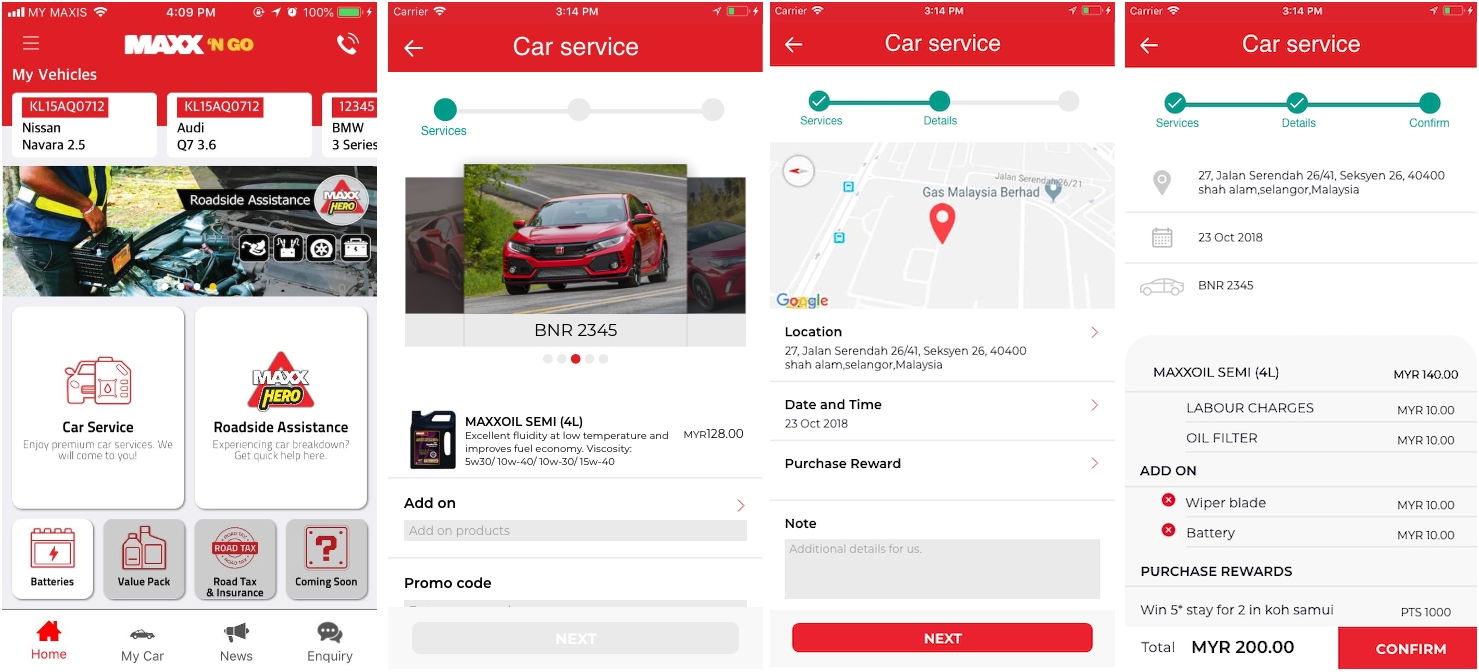 MY MAXIS 4:09 PM 100%
MAXX 'N GO
My Vehicles
KL15AQ0712
Nissan
Navara 2.5
KL15AQ0712
Audi
Q7 3.6
12345
BMW
3 Series
Roadside Assistance
MAXX
HERO
Car Service
Enjoy premium car services. We
will come to you!
MAXX
HERO
Roadside Assistance
Experiencing car breakdown?
Get quick help here.
Batteries
Value Pack
ROAD TAX
ROAD TAX
ROAD TAX
Road Tax
& Insurance
?
Coming Soon
Home
My Car
News
Enquiry
Carrier 3:14 PM
Car service
Services
BNR 2345
MAXXOIL SEMI (4L)
Excellent fluidity at low temperature and
improves fuel economy. Viscosity:
5w30/ 10w-40/ 10w-30/ 15w-40
MYR128.00
Add on
Add on products
Promo code
NEXT
Carrier 3:14 PM
Car service
Services
Details
Jalan Serendah 26/21
Gas Malaysia Berhad
Google
Location
27, Jalan Serendah 26/41, Seksyen 26, 40400
shah alam,selangor,Malaysia
Date and Time
23 Oct 2018
Purchase Reward
Note
Additional details for us.
NEXT
Carrier 3:14 PM
Car service
Services
Details
Confirm
27, Jalan Serendah 26/41, Seksyen 26, 40400
shah alam,selangor,Malaysia
23 Oct 2018
BNR 2345
MAXXOIL SEMI (4L) MYR 140.00
LABOUR CHARGES MYR 10.00
OIL FILTER MYR 10.00
ADD ON
Wiper blade MYR 10.00
Battery MYR 10.00
PURCHASE REWARDS
Win 5* stay for 2 in koh samui PTS 1000
Total MYR 200.00
CONFIRM